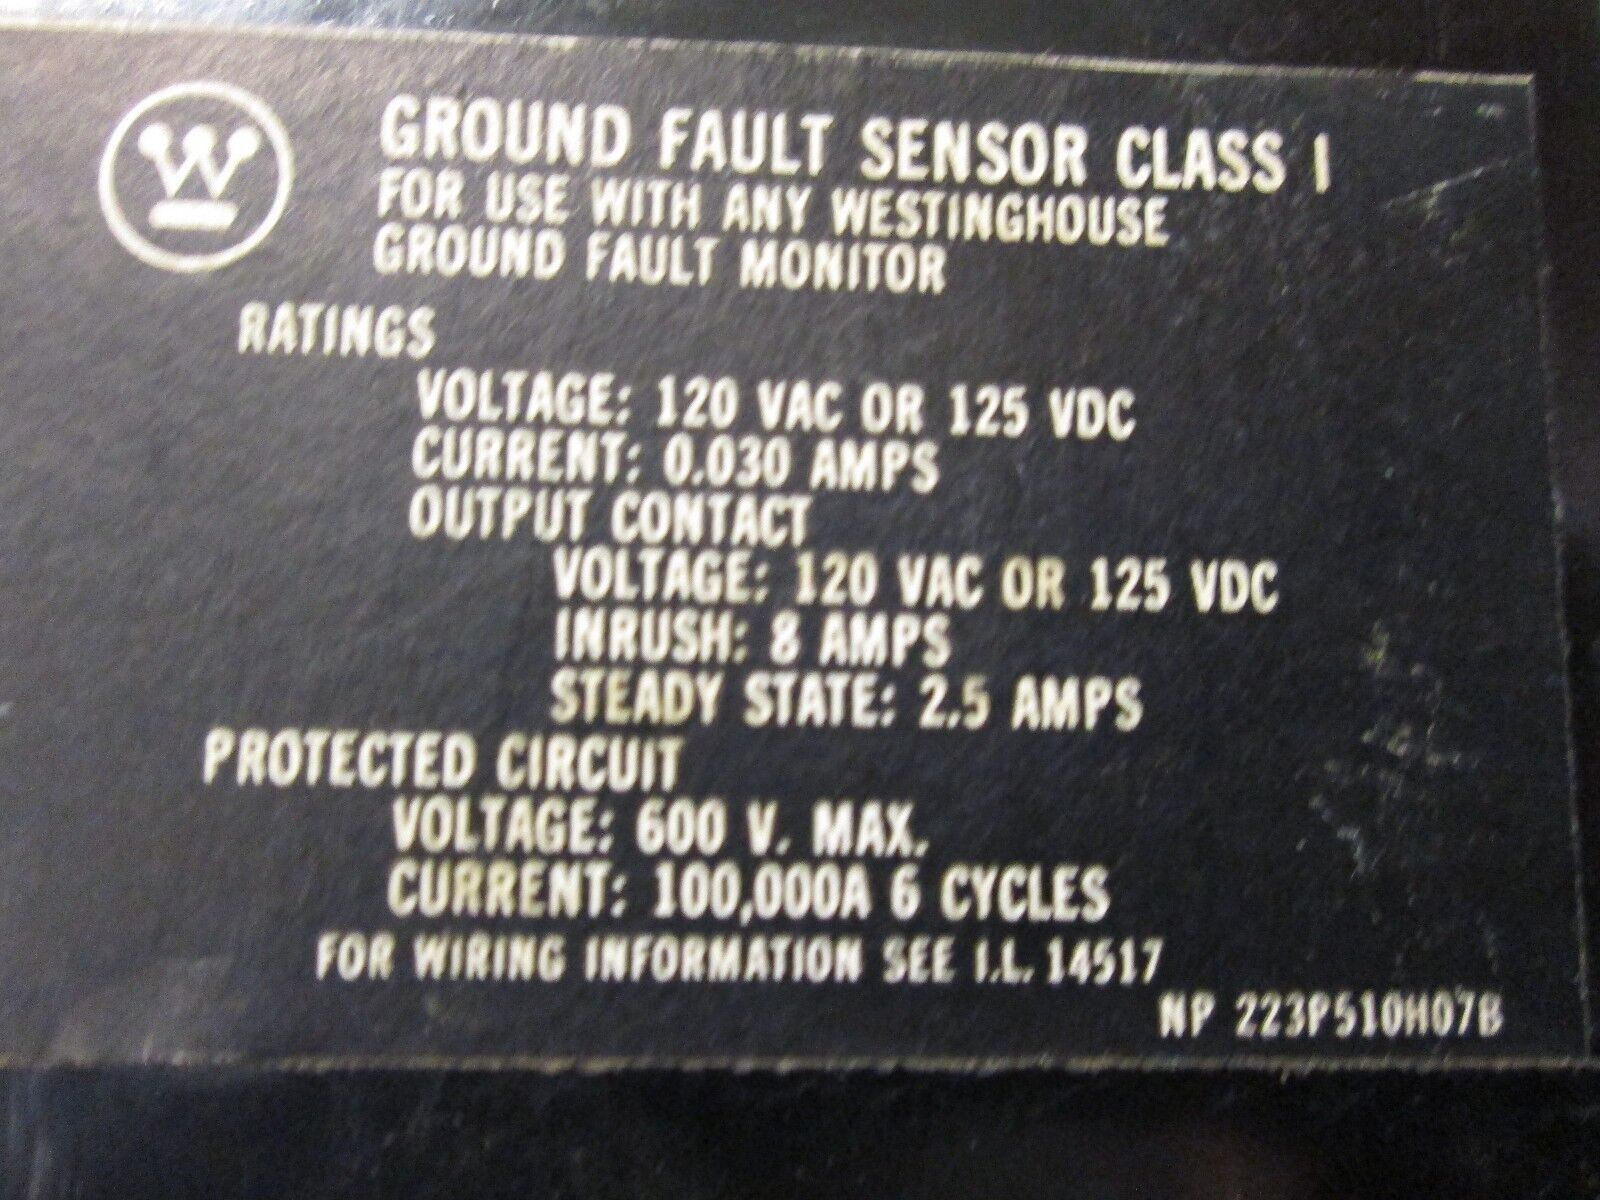 W
GROUND FAULT SENSOR CLASS I
FOR USE WITH ANY WESTINGHOUSE
GROUND FAULT MONITOR
RATINGS
VOLTAGE: 120 VAC OR 125 VDC
CURRENT: 0.030 AMPS
OUTPUT CONTACT
VOLTAGE: 120 VAC OR 125 VDC
INRUSH: 8 AMPS
STEADY STATE: 2.5 AMPS
PROTECTED CIRCUIT
VOLTAGE: 600 V. MAX.
CURRENT: 100,000A 6 CYCLES
FOR WIRING INFORMATION SEE I.L. 14517
NP 223P510H07B